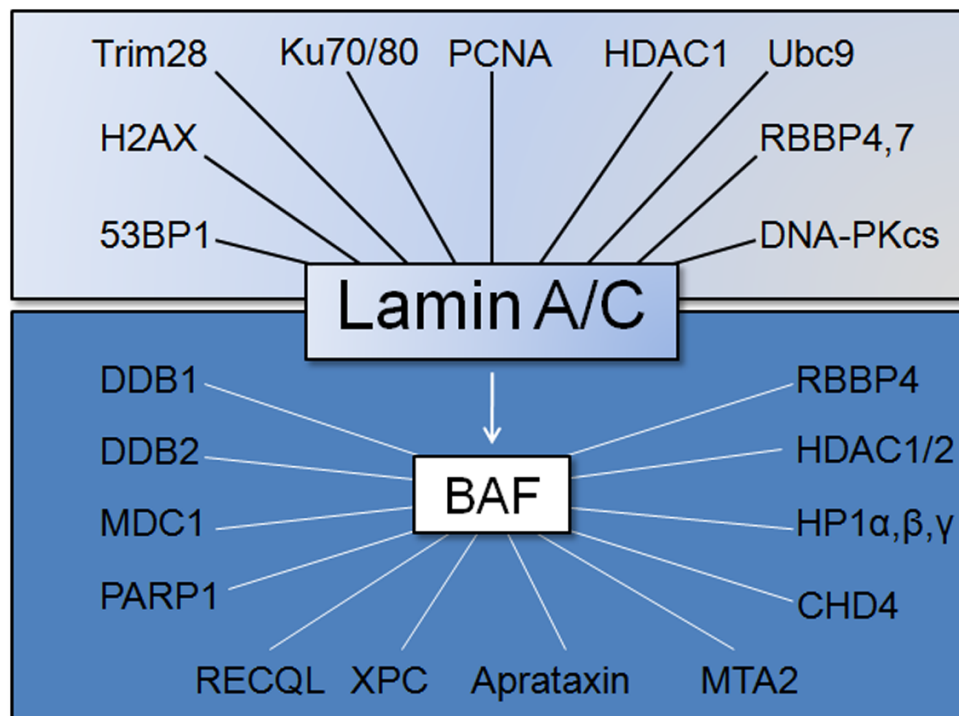 Trim28 Ku70/80 PCNA HDAC1 Ubc9
H2AX RBBP4,7
53BP1 DNA-PKcs
Lamin A/C
DDB1 RBBP4
DDB2 HDAC1/2
BAF
MDC1 HP1α,β,γ
PARP1 CHD4
RECQL XPC Aprataxin MTA2